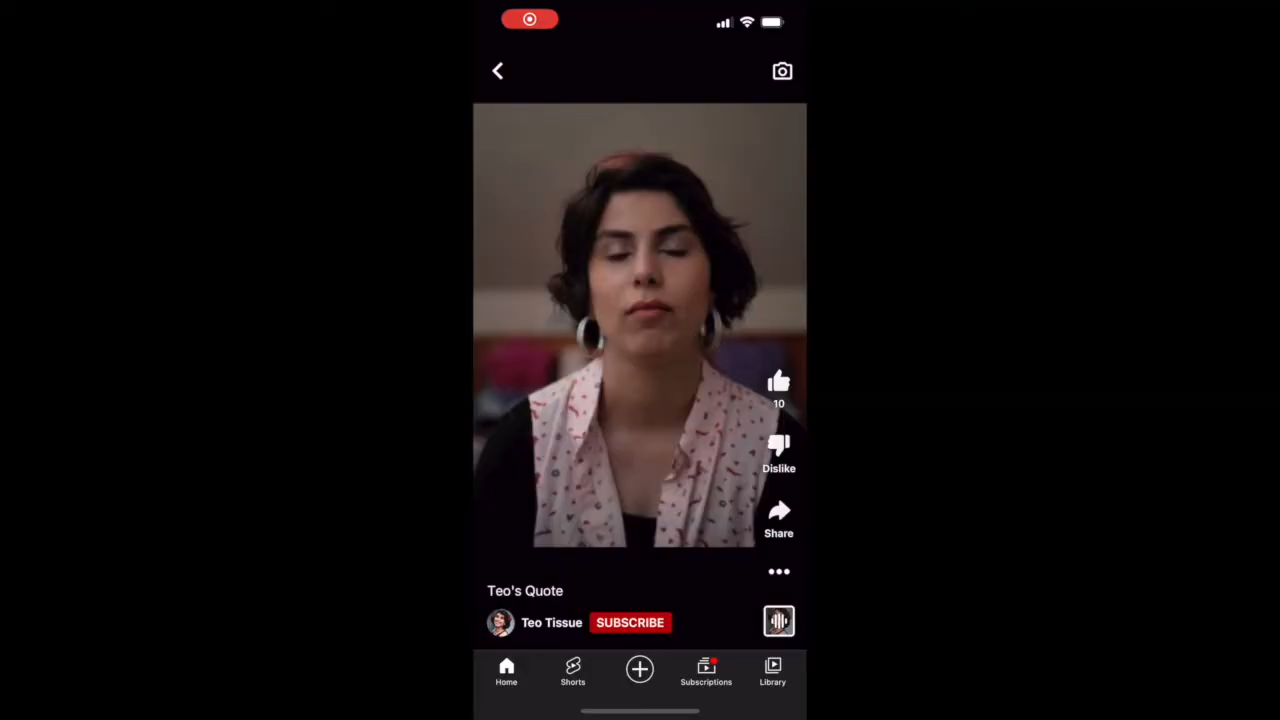 10
Dislike
Share
Teo's Quote
Teo Tissue SUBSCRIBE
Home Shorts Subscriptions Library